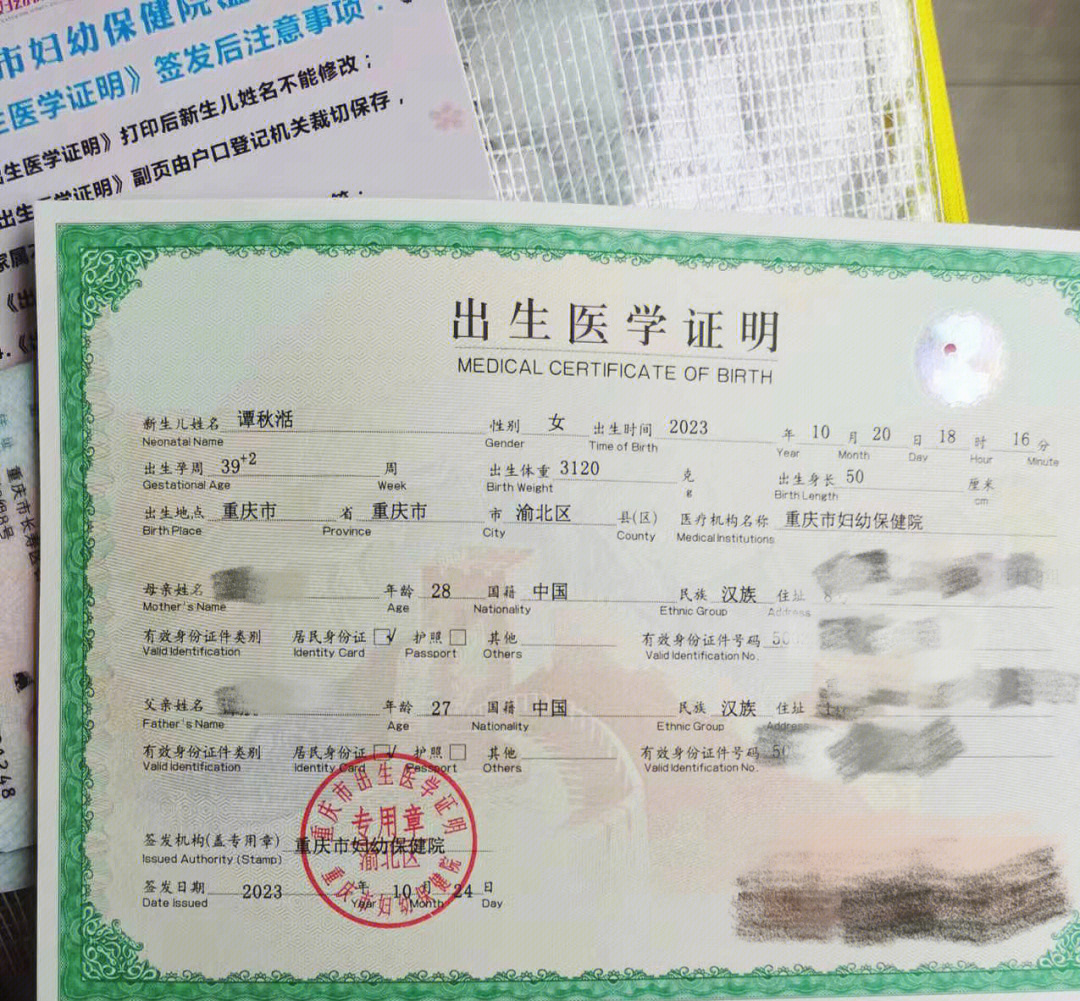 市妇幼保健院
生医学证明》签发后注意事项：
出生医学证明》打印后新生儿姓名不能修改；
出生医学证明》副页由户口登记机关裁切保存，
出生医学证明
MEDICAL CERTIFICATE OF BIRTH
新生儿姓名 谭秋湉 性别 女 出生时间 2023 年 10 月 20 日 18 时 16 分
Neonatal Name Gender Time of Birth Year Month Day Hour Minute
出生孕周 39+2 周 出生体重 3120 克 出生身长 50 厘米
Gestational Age Week Birth Weight g Birth Length cm
出生地点 重庆市 省 重庆市 市 渝北区 县(区) 医疗机构名称 重庆市妇幼保健院
Birth Place Province City County Medical Institutions
母亲姓名 年龄 28 国籍 中国 民族 汉族 住址
Mother's Name Age Nationality Ethnic Group Address
有效身份证件类别 居民身份证 ☑ 护照 □ 其他 有效身份证件号码 50
Valid Identification Identity Card Passport Others Valid Identification No.
父亲姓名 年龄 27 国籍 中国 民族 汉族 住址
Father's Name Age Nationality Ethnic Group Address
有效身份证件类别 居民身份证 ☑ 护照 □ 其他 有效身份证件号码 50
Valid Identification Identity Card Passport Others Valid Identification No.
重庆市出生医学证明
专用章
渝北区
重庆市妇幼保健院
签发机构(盖专用章) 重庆市妇幼保健院
Issued Authority (Stamp)
签发日期 2023 年 10 月 24 日
Date issued Year Month Day
1248